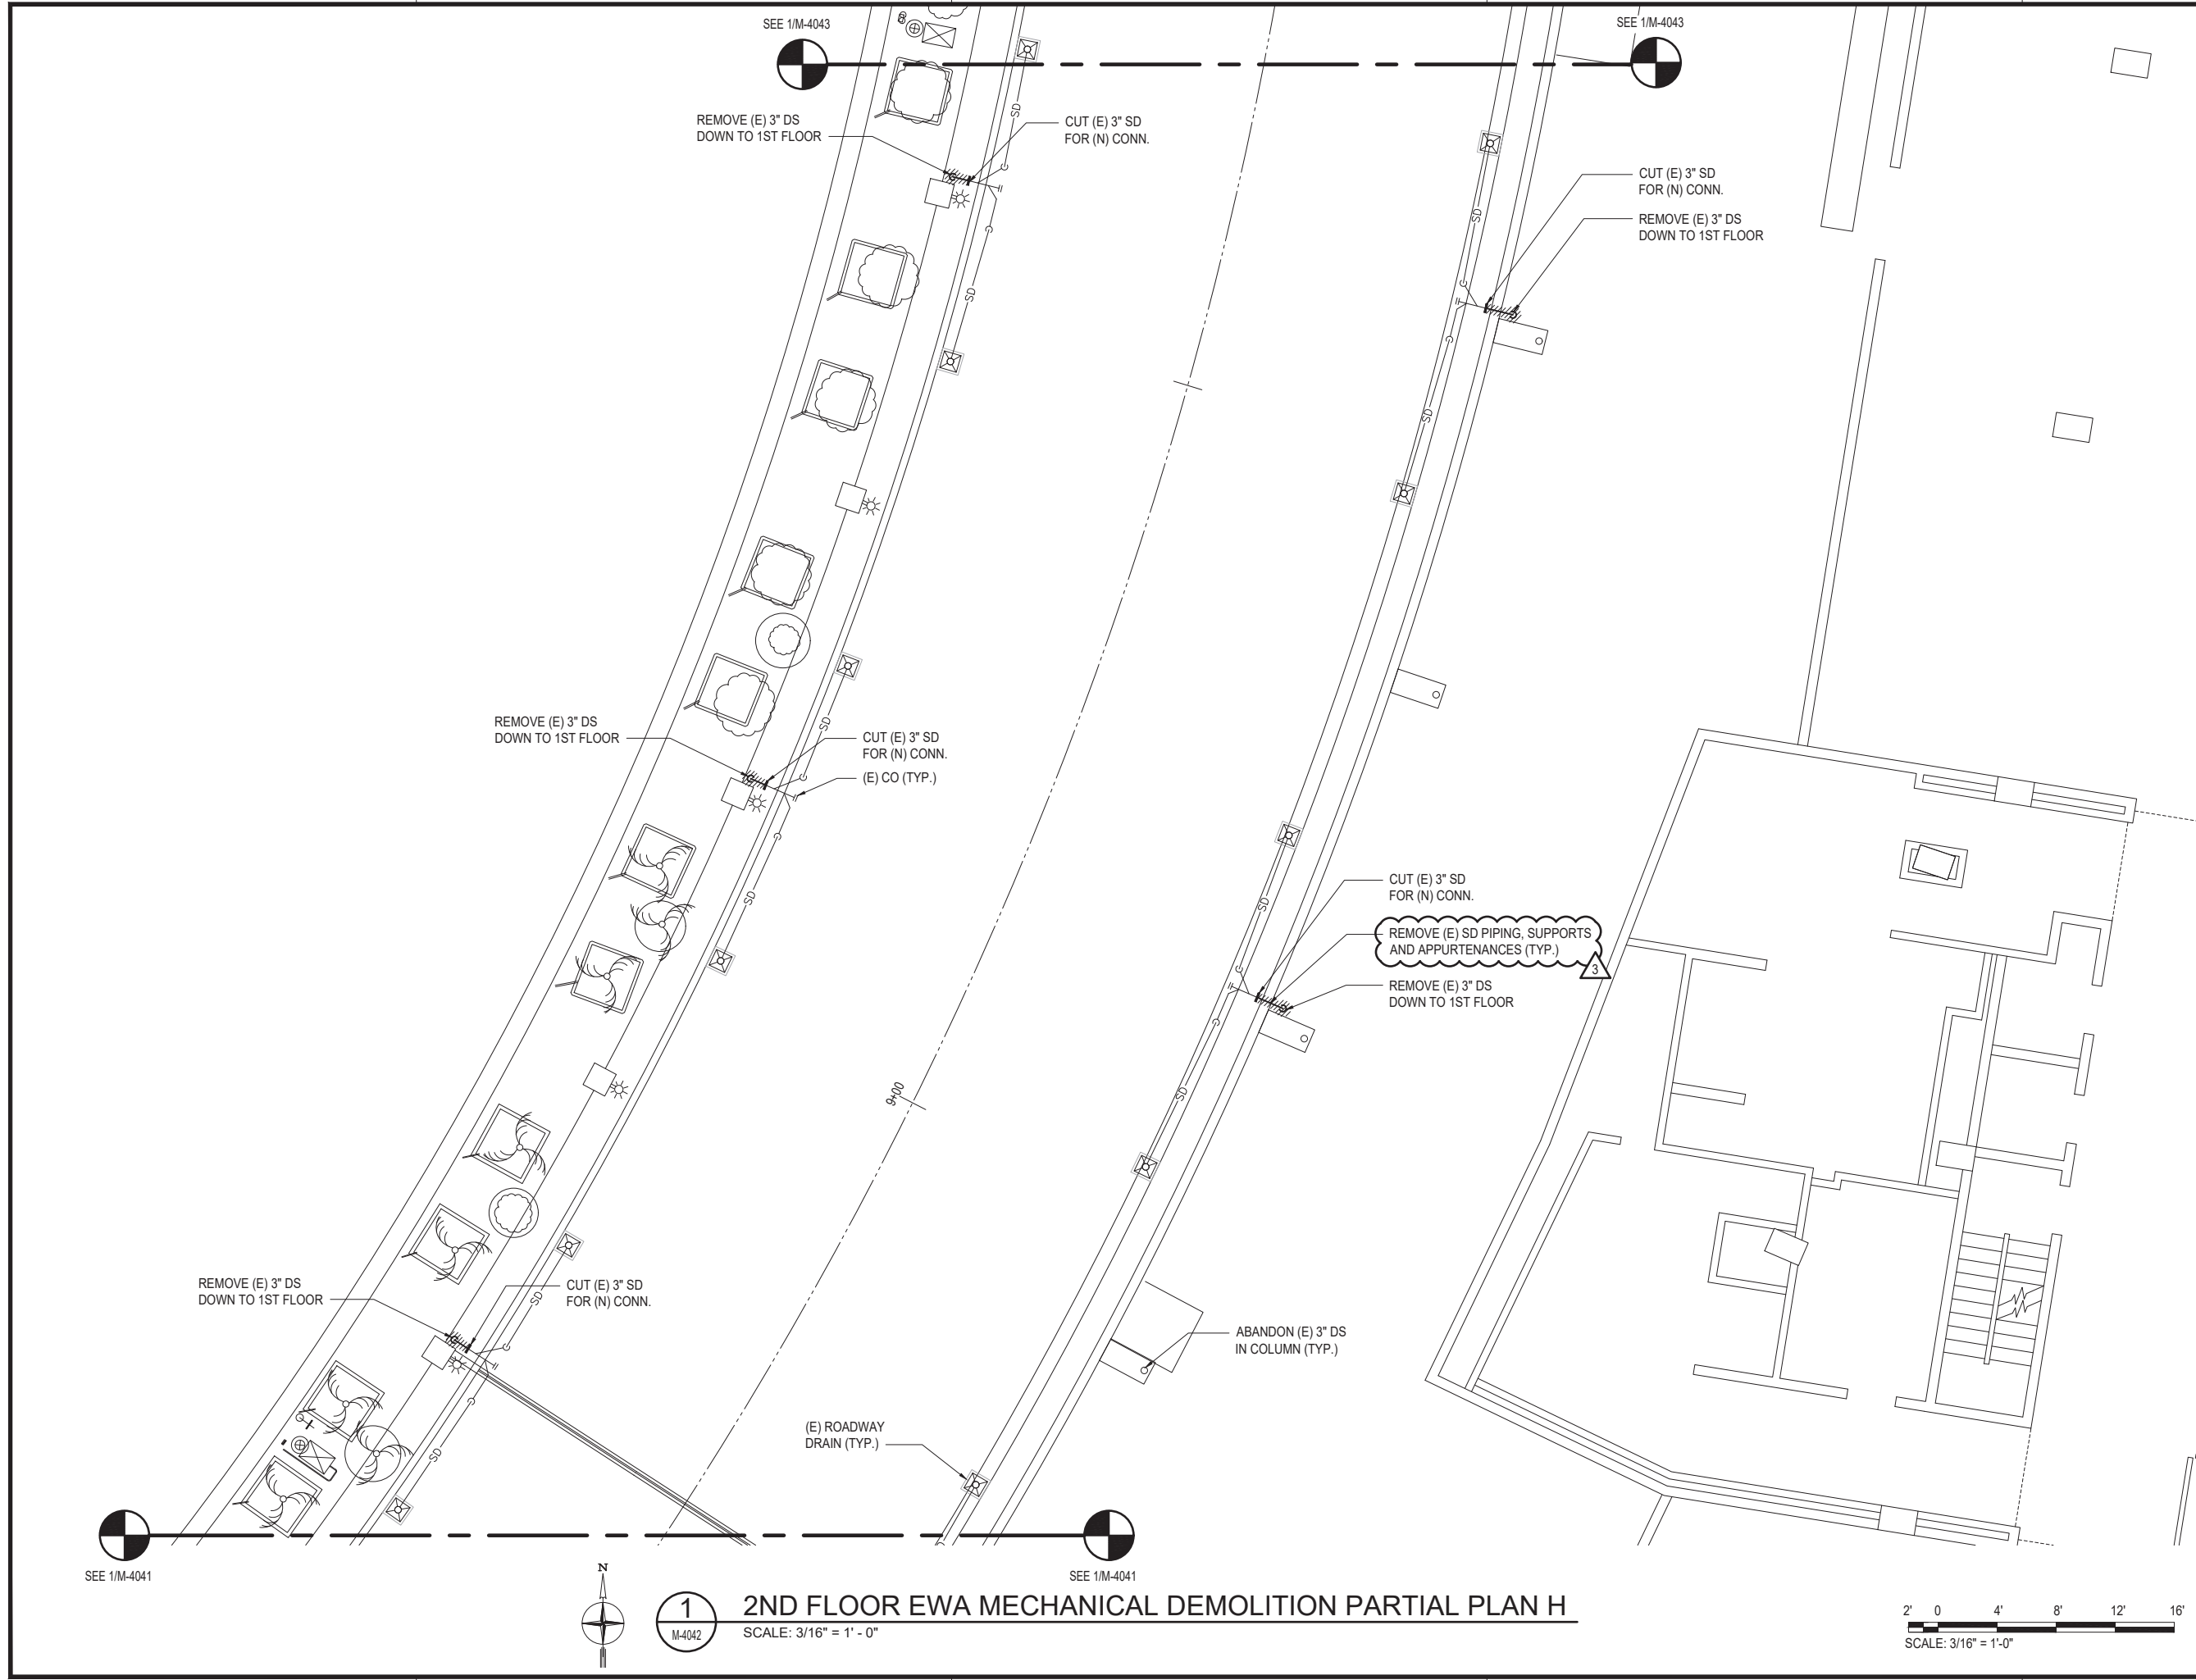 SEE 1/M-4043
SEE 1/M-4043
REMOVE (E) 3" DS
DOWN TO 1ST FLOOR
CUT (E) 3" SD
FOR (N) CONN.
SD
CUT (E) 3" SD
FOR (N) CONN.
REMOVE (E) 3" DS
DOWN TO 1ST FLOOR
SD
SD
SD
REMOVE (E) 3" DS
DOWN TO 1ST FLOOR
SD
CUT (E) 3" SD
FOR (N) CONN.
(E) CO (TYP.)
SD
SD
CUT (E) 3" SD
FOR (N) CONN.
REMOVE (E) SD PIPING, SUPPORTS
AND APPURTENANCES (TYP.)
3
REMOVE (E) 3" DS
DOWN TO 1ST FLOOR
9+00
SD
REMOVE (E) 3" DS
DOWN TO 1ST FLOOR
CUT (E) 3" SD
FOR (N) CONN.
SD
ABANDON (E) 3" DS
IN COLUMN (TYP.)
(E) ROADWAY
DRAIN (TYP.)
SD
SEE 1/M-4041
SEE 1/M-4041
N
1
M-4042
2ND FLOOR EWA MECHANICAL DEMOLITION PARTIAL PLAN H
SCALE: 3/16" = 1' - 0"
2' 0 4' 8' 12' 16'
SCALE: 3/16" = 1'-0"